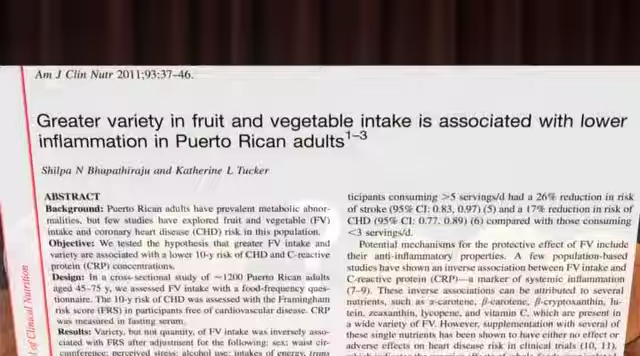 Am J Clin Nutr 2011;93:37–46.
Greater variety in fruit and vegetable intake is associated with lower
inflammation in Puerto Rican adults1–3
Shilpa N Bhupathiraju and Katherine L Tucker
ABSTRACT
Background: Puerto Rican adults have prevalent metabolic abnor-
malities, but few studies have explored fruit and vegetable (FV)
intake and coronary heart disease (CHD) risk in this population.
Objective: We tested the hypothesis that greater FV intake and
variety are associated with a lower 10-y risk of CHD and C-reactive
protein (CRP) concentrations.
Design: In a cross-sectional study of ≈1200 Puerto Rican adults
aged 45–75 y, we assessed FV intake with a food-frequency ques-
tionnaire. The 10-y risk of CHD was assessed with the Framingham
risk score (FRS) in participants free of cardiovascular disease. CRP
was measured in fasting serum.
Results: Variety, but not quantity, of FV intake was inversely asso-
ciated with FRS after adjustment for the following: sex; waist cir-
cumference; perceived stress; alcohol use; intakes of energy, trans
ticipants consuming >5 servings/d had a 26% reduction in risk
of stroke (95% CI: 0.83, 0.97) (5) and a 17% reduction in risk of
CHD (95% CI: 0.77, 0.89) (6) compared with those consuming
<3 servings/d.
Potential mechanisms for the protective effect of FV include
their anti-inflammatory properties. A few population-based
studies have shown an inverse association between FV intake and
C-reactive protein (CRP)—a marker of systemic inflammation
(7–9). These inverse associations can be attributed to several
nutrients, such as α-carotene, β-carotene, β-cryptoxanthin, lu-
tein, zeaxanthin, lycopene, and vitamin C, which are present in
a wide variety of FV. However, supplementation with several of
these single nutrients has been shown to have either no effect or
adverse effects on heart disease risk in clinical trials (10, 11),
of Clinical Nutrition